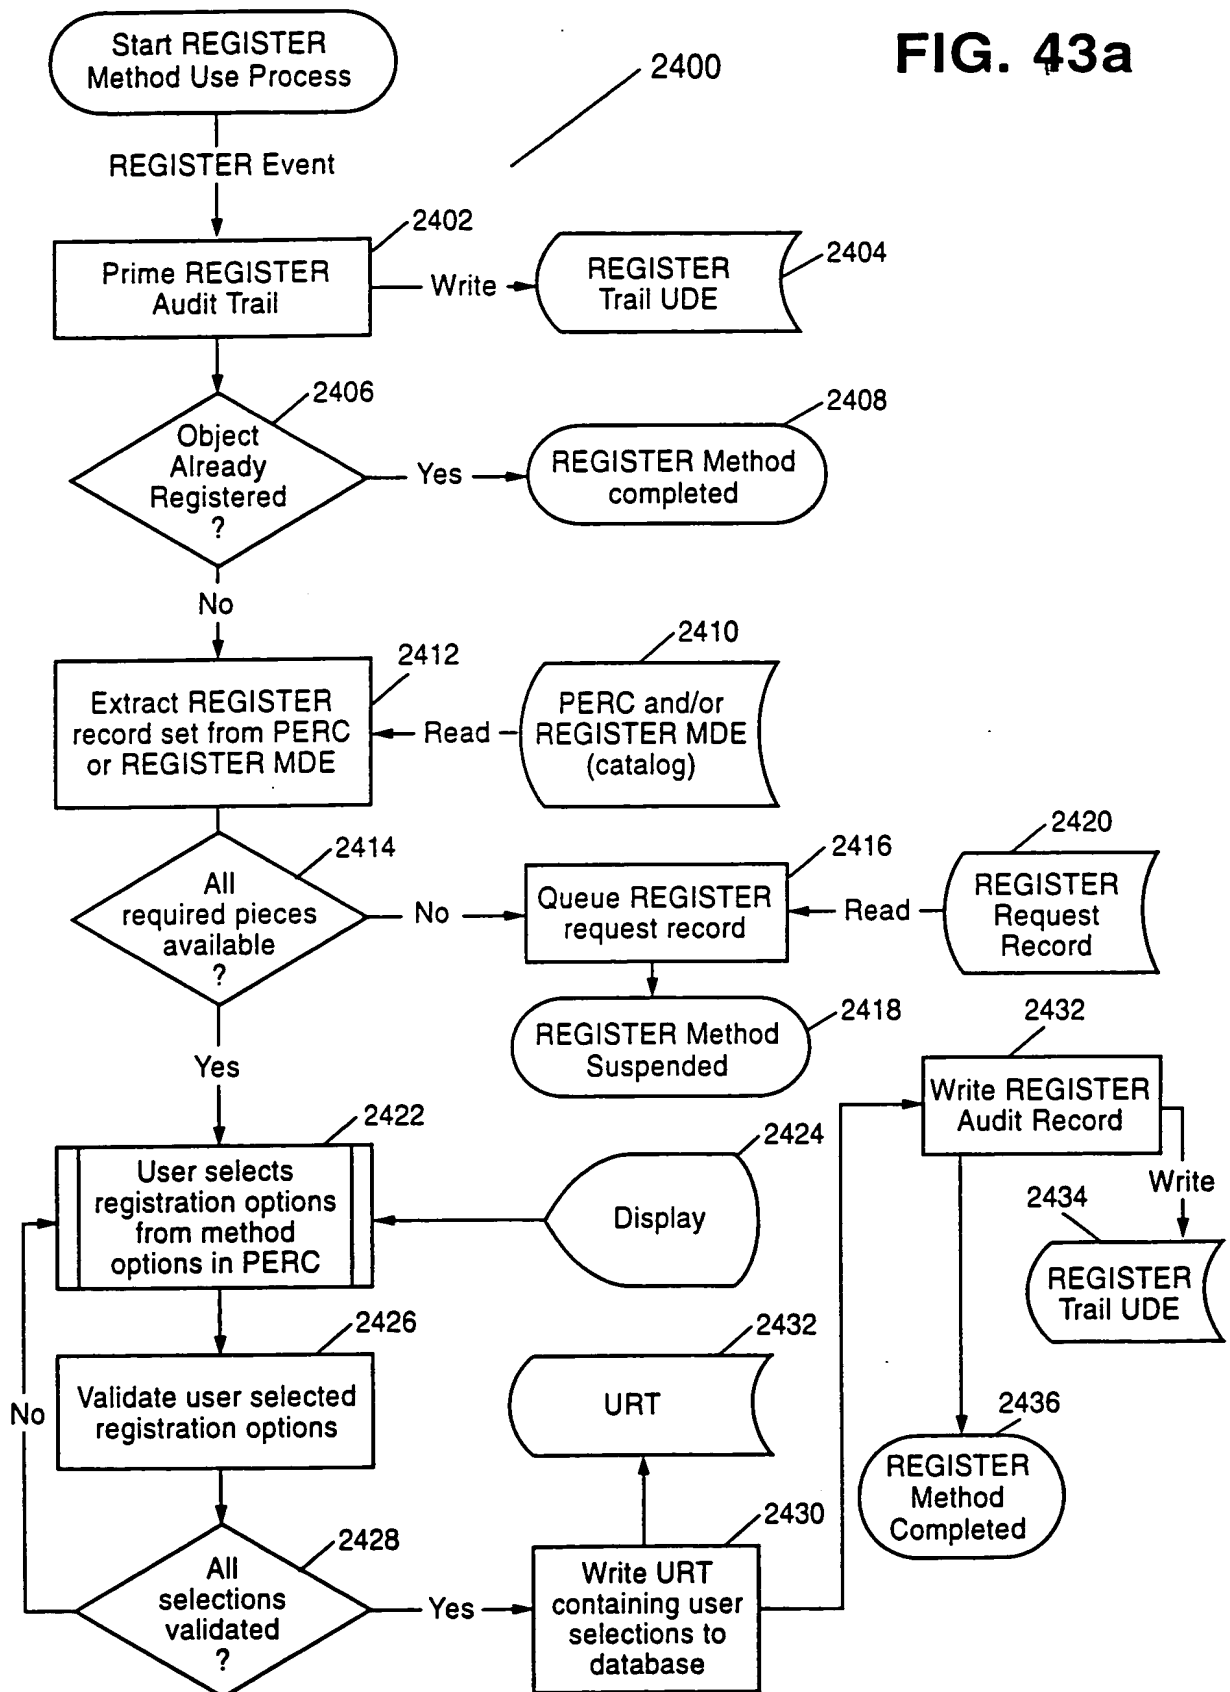 FIG. 43a
Start REGISTER
Method Use Process
2400
REGISTER Event
2402
Prime REGISTER
Audit Trail
Write
2404
REGISTER
Trail UDE
2406
Object
Already
Registered
?
Yes
2408
REGISTER Method
completed
No
2412
Extract REGISTER
record set from PERC
or REGISTER MDE
Read
2410
PERC and/or
REGISTER MDE
(catalog)
2414
All
required pieces
available
?
No
2416
Queue REGISTER
request record
Read
2420
REGISTER
Request
Record
2418
REGISTER Method
Suspended
Yes
2422
User selects
registration options
from method
options in PERC
2424
Display
2426
Validate user selected
registration options
No
2428
All
selections
validated
?
Yes
2430
Write URT
containing user
selections to
database
2432
URT
2432
Write REGISTER
Audit Record
Write
2434
REGISTER
Trail UDE
2436
REGISTER
Method
Completed